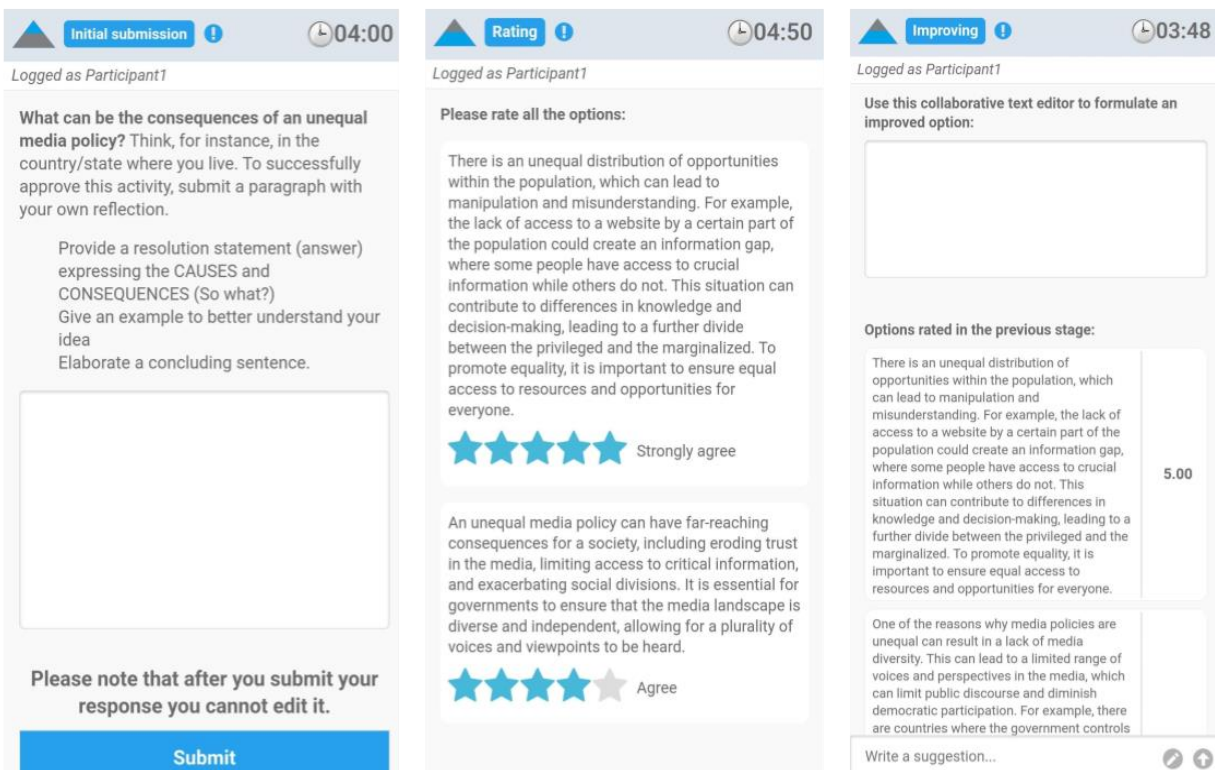 Initial submission
04:00
Logged as Participant1
What can be the consequences of an unequal
media policy? Think, for instance, in the
country/state where you live. To successfully
approve this activity, submit a paragraph with
your own reflection.
Provide a resolution statement (answer)
expressing the CAUSES and
CONSEQUENCES (So what?)
Give an example to better understand your
idea
Elaborate a concluding sentence.
Please note that after you submit your
response you cannot edit it.
Submit
Rating
04:50
Logged as Participant1
Please rate all the options:
There is an unequal distribution of opportunities
within the population, which can lead to
manipulation and misunderstanding. For example,
the lack of access to a website by a certain part of
the population could create an information gap,
where some people have access to crucial
information while others do not. This situation can
contribute to differences in knowledge and
decision-making, leading to a further divide
between the privileged and the marginalized. To
promote equality, it is important to ensure equal
access to resources and opportunities for
everyone.
Strongly agree
An unequal media policy can have far-reaching
consequences for a society, including eroding trust
in the media, limiting access to critical information,
and exacerbating social divisions. It is essential for
governments to ensure that the media landscape is
diverse and independent, allowing for a plurality of
voices and viewpoints to be heard.
Agree
Improving
03:48
Logged as Participant1
Use this collaborative text editor to formulate an
improved option:
Options rated in the previous stage:
There is an unequal distribution of
opportunities within the population, which
can lead to manipulation and
misunderstanding. For example, the lack of
access to a website by a certain part of the
population could create an information gap,
where some people have access to crucial
information while others do not. This
situation can contribute to differences in
knowledge and decision-making, leading to a
further divide between the privileged and the
marginalized. To promote equality, it is
important to ensure equal access to
resources and opportunities for everyone.
5.00
One of the reasons why media policies are
unequal can result in a lack of media
diversity. This can lead to a limited range of
voices and perspectives in the media, which
can limit public discourse and diminish
democratic participation. For example, there
are countries where the government controls
Write a suggestion...